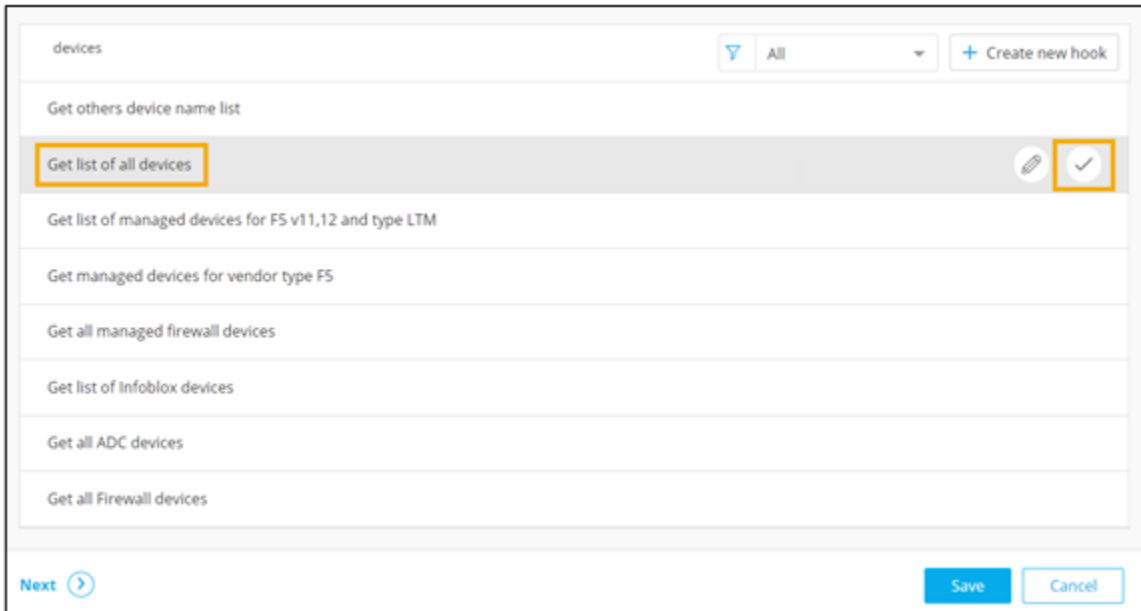 devices
All
+ Create new hook
Get others device name list
Get list of all devices
Get list of managed devices for F5 v11,12 and type LTM
Get managed devices for vendor type F5
Get all managed firewall devices
Get list of Infoblox devices
Get all ADC devices
Get all Firewall devices
Next
Save
Cancel